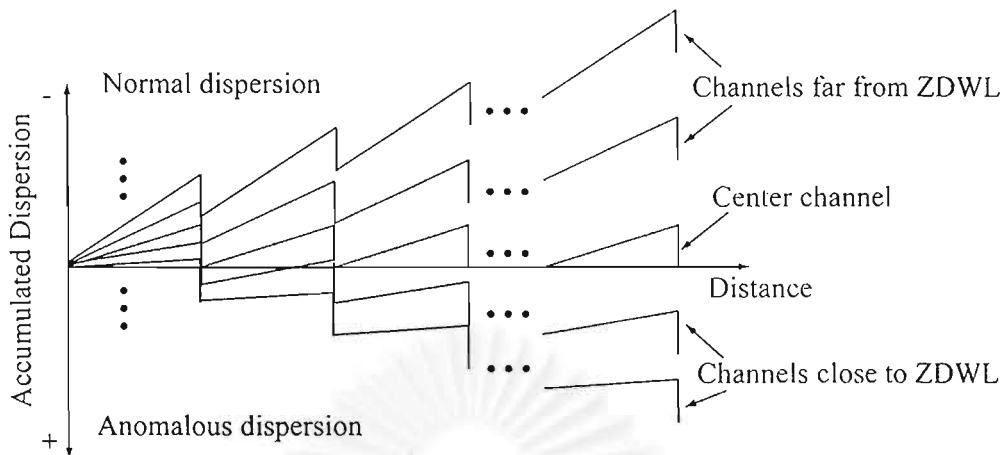 Normal dispersion
Channels far from ZDWL
-
Accumulated Dispersion
Center channel
Distance
Channels close to ZDWL
+
Anomalous dispersion